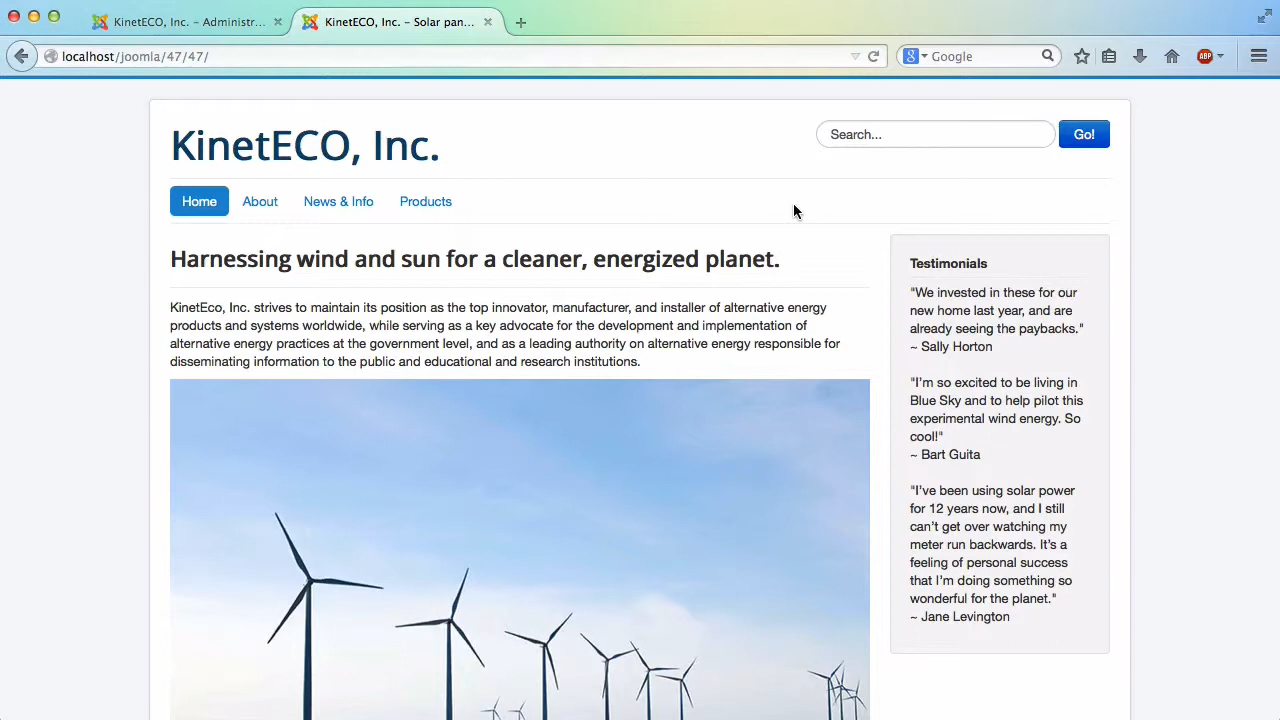 KinetECO, Inc. – Administr...
KinetECO, Inc. – Solar pan...
localhost/joomla/47/47/
Google
ABP
KinetECO, Inc.
Search...
Go!
Home
About
News & Info
Products
Harnessing wind and sun for a cleaner, energized planet.
KinetEco, Inc. strives to maintain its position as the top innovator, manufacturer, and installer of alternative energy
products and systems worldwide, while serving as a key advocate for the development and implementation of
alternative energy practices at the government level, and as a leading authority on alternative energy responsible for
disseminating information to the public and educational and research institutions.
Testimonials
"We invested in these for our
new home last year, and are
already seeing the paybacks."
~ Sally Horton
"I'm so excited to be living in
Blue Sky and to help pilot this
experimental wind energy. So
cool!"
~ Bart Guita
"I've been using solar power
for 12 years now, and I still
can't get over watching my
meter run backwards. It's a
feeling of personal success
that I'm doing something so
wonderful for the planet."
~ Jane Levington